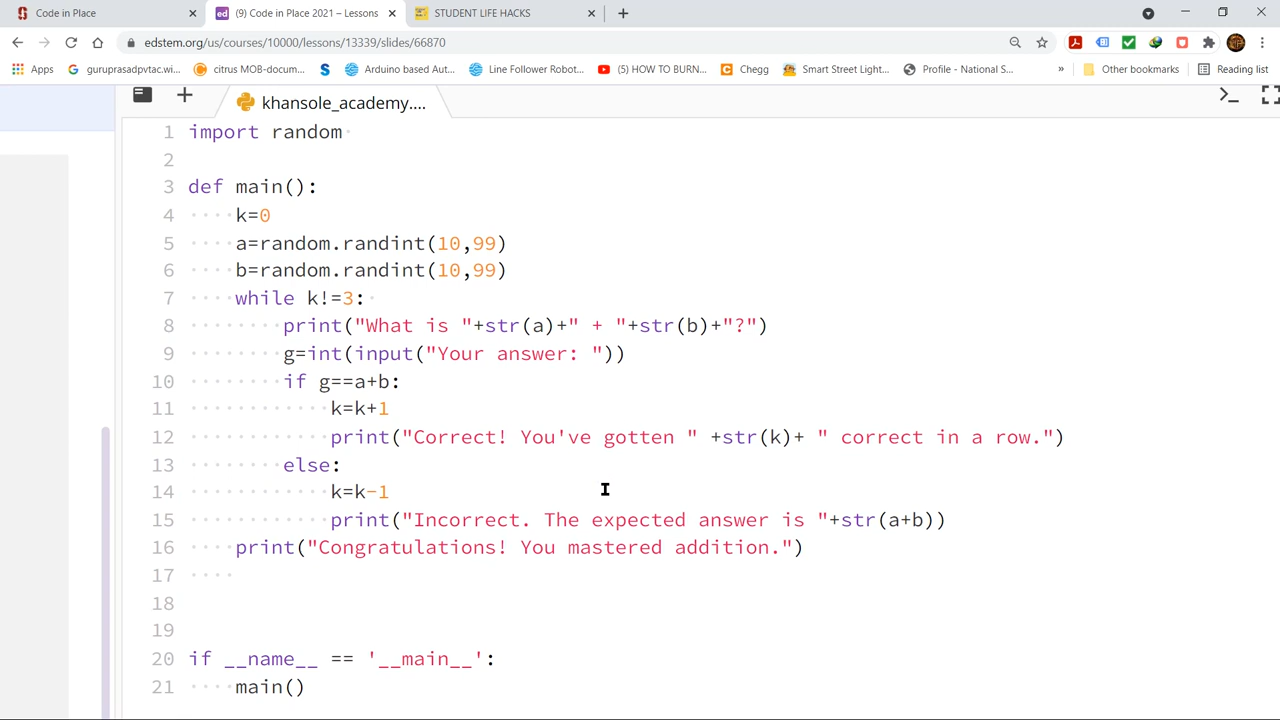 Code in Place
(9) Code in Place 2021 – Lessons
STUDENT LIFE HACKS
edstem.org/us/courses/10000/lessons/13339/slides/66870
Apps
guruprasadpvtac.wi...
citrus MOB-docum...
Arduino based Aut...
Line Follower Robot...
(5) HOW TO BURN...
Chegg
Smart Street Light...
Profile - National S...
»
Other bookmarks
Reading list
khansole_academy....
1 import random
2
3 def main():
4 k=0
5 a=random.randint(10,99)
6 b=random.randint(10,99)
7 while k!=3:
8 print("What is "+str(a)+" + "+str(b)+"?")
9 g=int(input("Your answer: "))
10 if g==a+b:
11 k=k+1
12 print("Correct! You've gotten " +str(k)+ " correct in a row.")
13 else:
14 k=k-1
15 print("Incorrect. The expected answer is "+str(a+b))
16 print("Congratulations! You mastered addition.")
17
18
19
20 if __name__ == '__main__':
21 main()